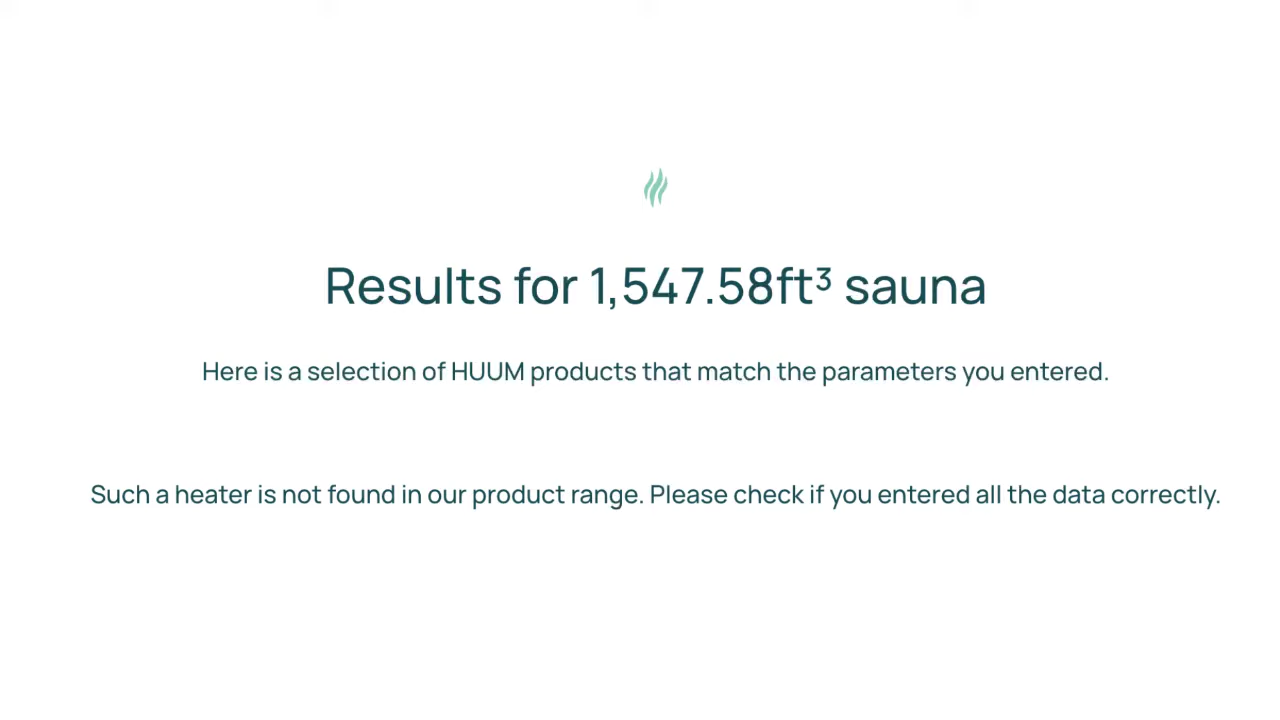 Results for 1,547.58ft³ sauna
Here is a selection of HUUM products that match the parameters you entered.
Such a heater is not found in our product range. Please check if you entered all the data correctly.